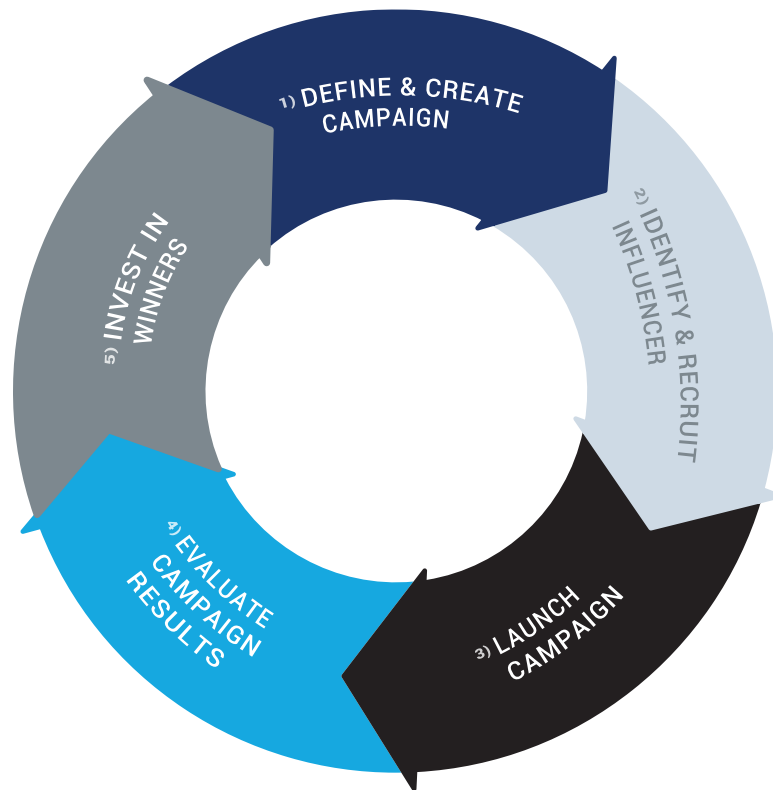 1) DEFINE & CREATE
CAMPAIGN
2) IDENTIFY & RECRUIT
INFLUENCER
3) LAUNCH
CAMPAIGN
4) EVALUATE
CAMPAIGN
RESULTS
5) INVEST IN
WINNERS